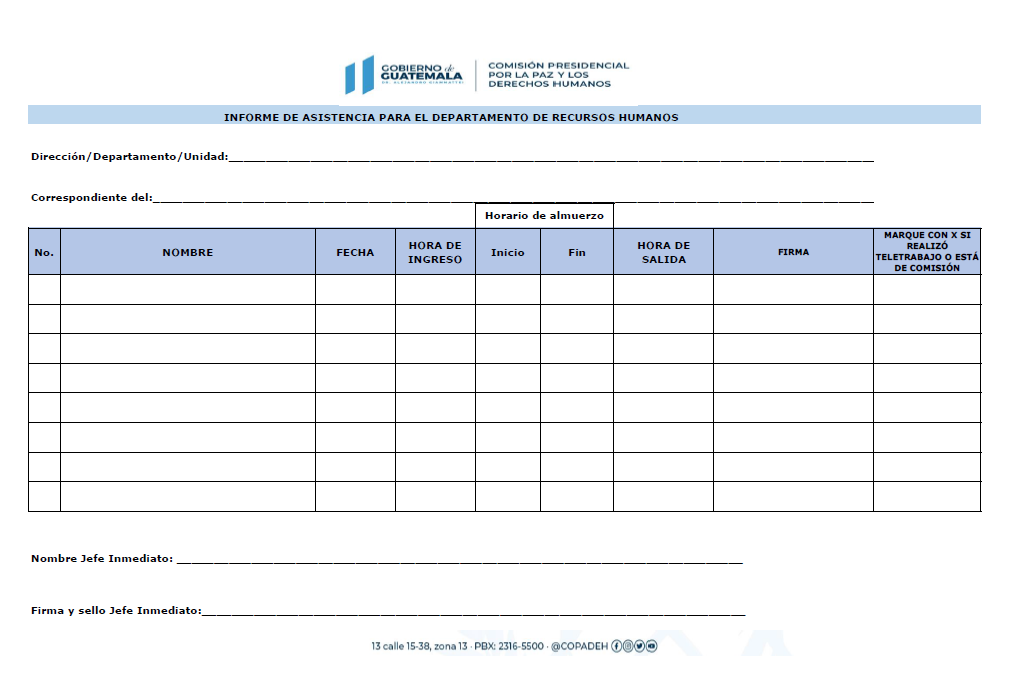 GOBIERNO de
GUATEMALA
DR. ALEJANDRO GIAMMATTEI
COMISIÓN PRESIDENCIAL
POR LA PAZ Y LOS
DERECHOS HUMANOS
INFORME DE ASISTENCIA PARA EL DEPARTAMENTO DE RECURSOS HUMANOS
Dirección/Departamento/Unidad:
Correspondiente del:
Horario de almuerzo
No.
NOMBRE
FECHA
HORA DE
INGRESO
Inicio
Fin
HORA DE
SALIDA
FIRMA
MARQUE CON X SI
REALIZÓ
TELETRABAJO O ESTÁ
DE COMISIÓN
Nombre Jefe Inmediato:
Firma y sello Jefe Inmediato:
13 calle 15-38, zona 13 · PBX: 2316-5500 · @COPADEH